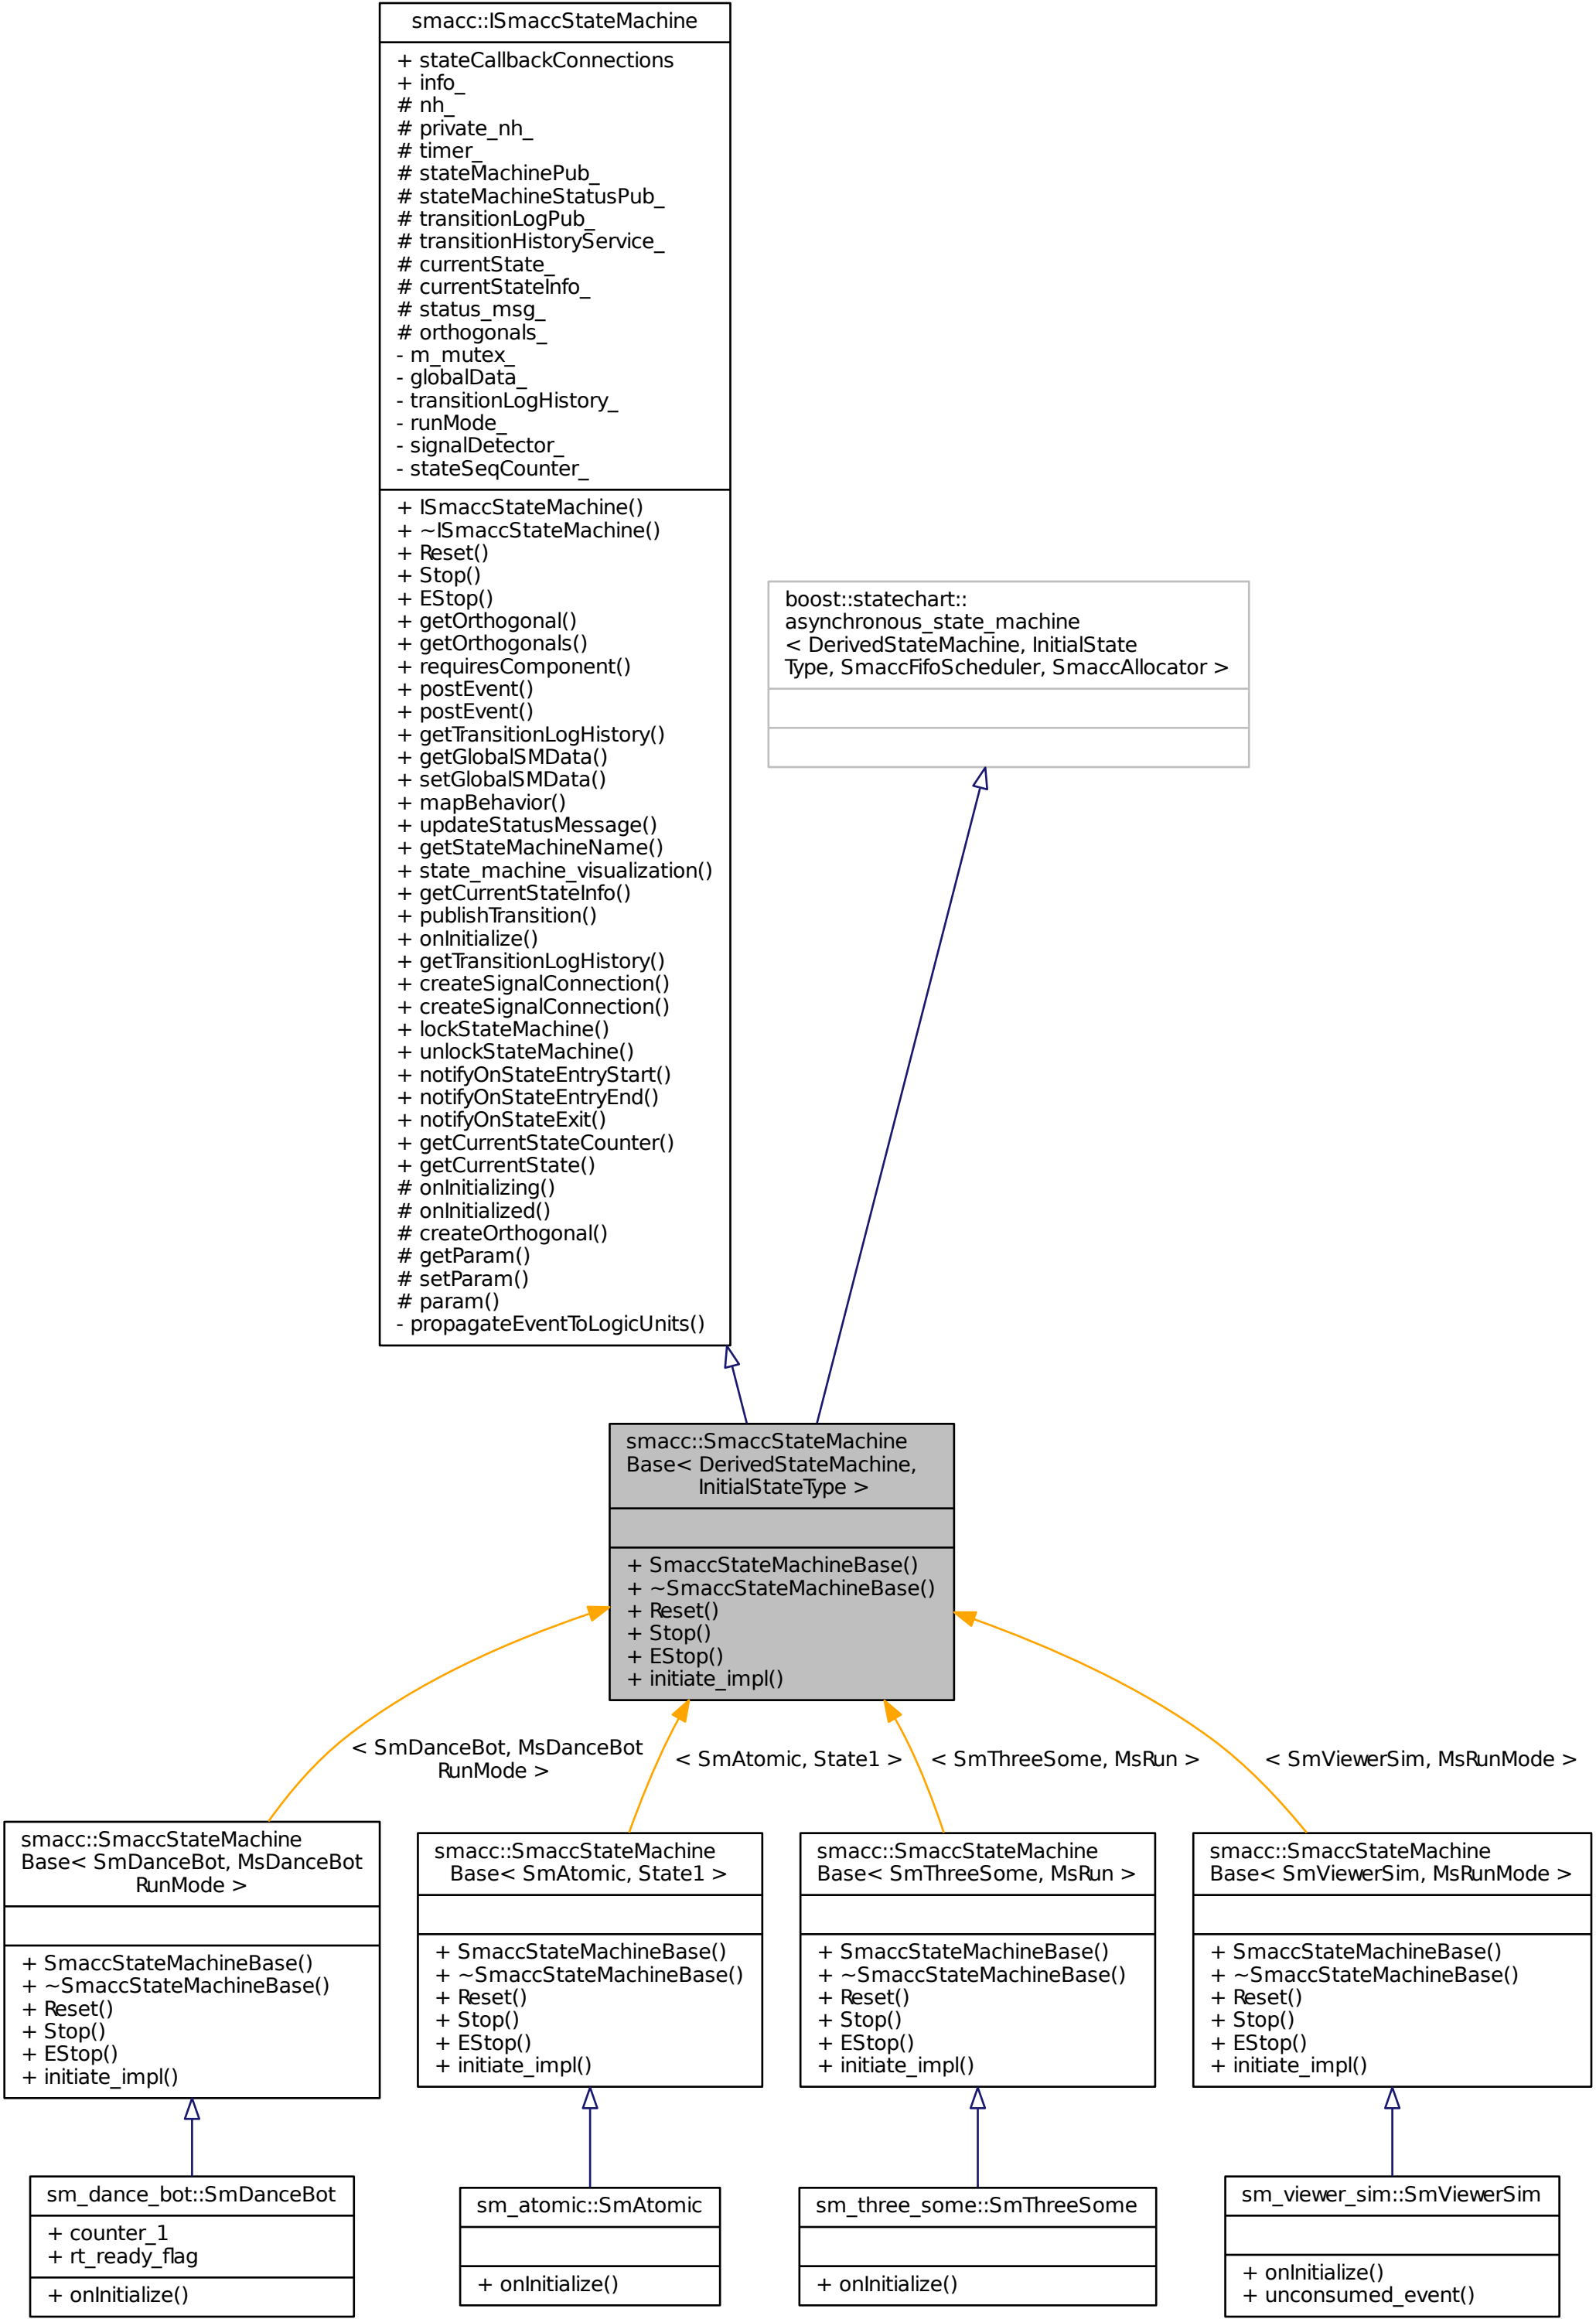 smacc::ISmaccStateMachine
+ stateCallbackConnections
+ info_
# nh_
# private_nh_
# timer_
# stateMachinePub_
# stateMachineStatusPub_
# transitionLogPub_
# transitionHistoryService_
# currentState_
# currentStateInfo_
# status_msg_
# orthogonals_
- m_mutex_
- globalData_
- transitionLogHistory_
- runMode_
- signalDetector_
- stateSeqCounter_
+ ISmaccStateMachine()
+ ~ISmaccStateMachine()
+ Reset()
+ Stop()
+ EStop()
+ getOrthogonal()
+ getOrthogonals()
+ requiresComponent()
+ postEvent()
+ postEvent()
+ getTransitionLogHistory()
+ getGlobalSMData()
+ setGlobalSMData()
+ mapBehavior()
+ updateStatusMessage()
+ getStateMachineName()
+ state_machine_visualization()
+ getCurrentStateInfo()
+ publishTransition()
+ onInitialize()
+ getTransitionLogHistory()
+ createSignalConnection()
+ createSignalConnection()
+ lockStateMachine()
+ unlockStateMachine()
+ notifyOnStateEntryStart()
+ notifyOnStateEntryEnd()
+ notifyOnStateExit()
+ getCurrentStateCounter()
+ getCurrentState()
# onInitializing()
# onInitialized()
# createOrthogonal()
# getParam()
# setParam()
# param()
- propagateEventToLogicUnits()
boost::statechart::
asynchronous_state_machine
< DerivedStateMachine, InitialState
Type, SmaccFifoScheduler, SmaccAllocator >
smacc::SmaccStateMachine
Base< DerivedStateMachine,
InitialStateType >
+ SmaccStateMachineBase()
+ ~SmaccStateMachineBase()
+ Reset()
+ Stop()
+ EStop()
+ initiate_impl()
< SmDanceBot, MsDanceBot
RunMode >
< SmAtomic, State1 >
< SmThreeSome, MsRun >
< SmViewerSim, MsRunMode >
smacc::SmaccStateMachine
Base< SmDanceBot, MsDanceBot
RunMode >
+ SmaccStateMachineBase()
+ ~SmaccStateMachineBase()
+ Reset()
+ Stop()
+ EStop()
+ initiate_impl()
smacc::SmaccStateMachine
Base< SmAtomic, State1 >
+ SmaccStateMachineBase()
+ ~SmaccStateMachineBase()
+ Reset()
+ Stop()
+ EStop()
+ initiate_impl()
smacc::SmaccStateMachine
Base< SmThreeSome, MsRun >
+ SmaccStateMachineBase()
+ ~SmaccStateMachineBase()
+ Reset()
+ Stop()
+ EStop()
+ initiate_impl()
smacc::SmaccStateMachine
Base< SmViewerSim, MsRunMode >
+ SmaccStateMachineBase()
+ ~SmaccStateMachineBase()
+ Reset()
+ Stop()
+ EStop()
+ initiate_impl()
sm_dance_bot::SmDanceBot
+ counter_1
+ rt_ready_flag
+ onInitialize()
sm_atomic::SmAtomic
+ onInitialize()
sm_three_some::SmThreeSome
+ onInitialize()
sm_viewer_sim::SmViewerSim
+ onInitialize()
+ unconsumed_event()